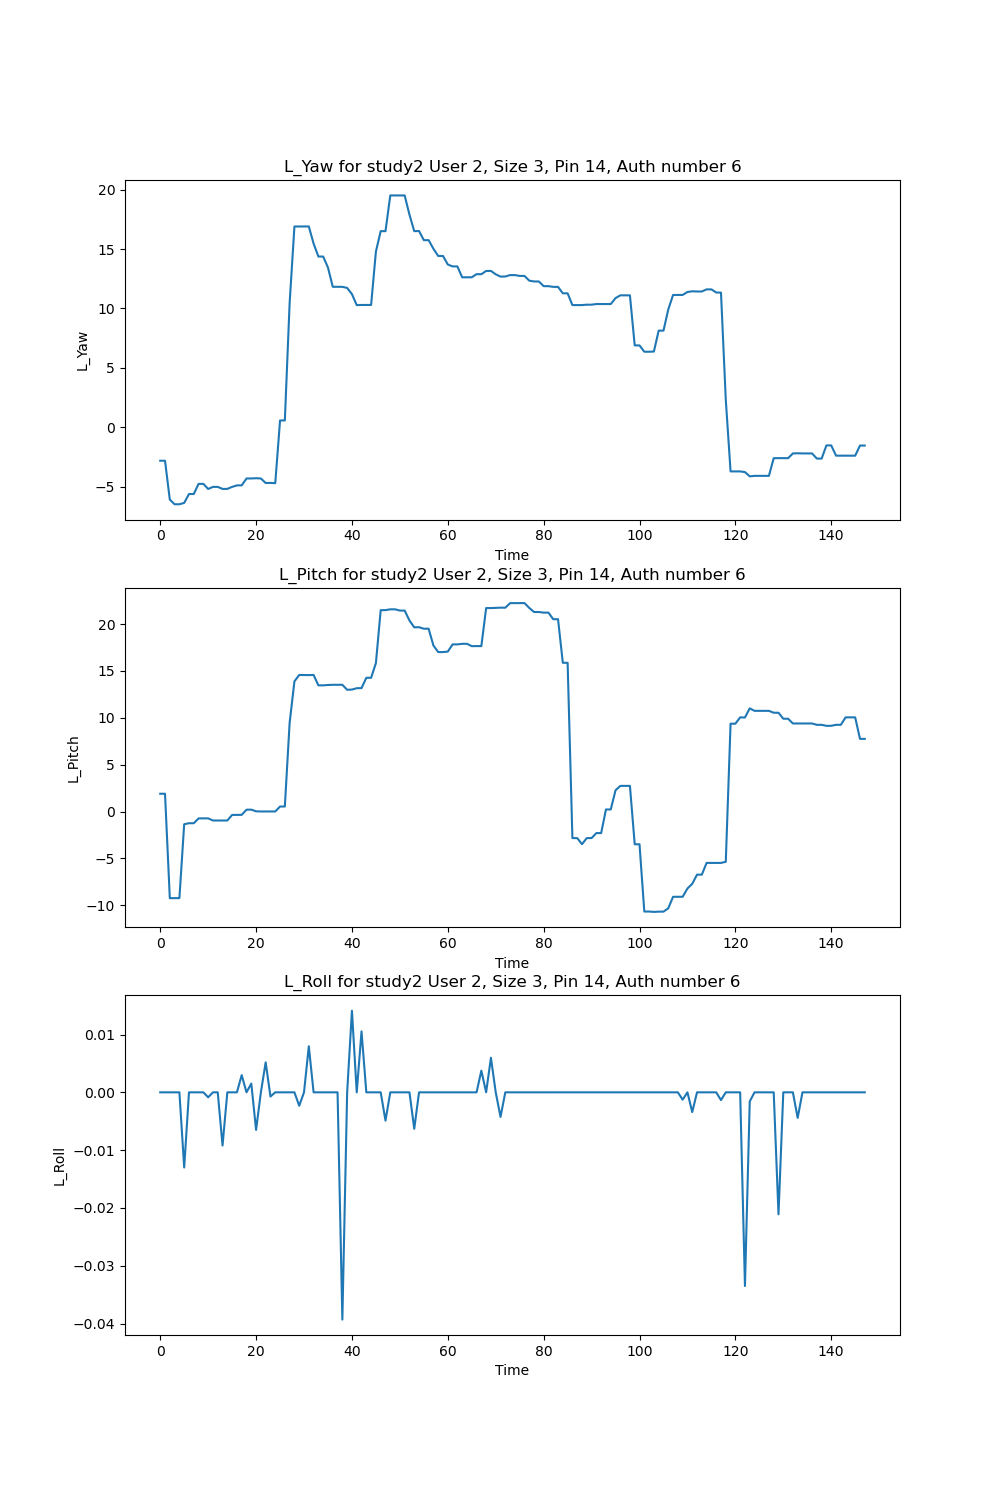 L_Yaw for study2 User 2, Size 3, Pin 14, Auth number 6
20
15
10
5
0
−5
L_Yaw
0 20 40 60 80 100 120 140
Time
L_Pitch for study2 User 2, Size 3, Pin 14, Auth number 6
20
15
10
5
0
−5
−10
L_Pitch
0 20 40 60 80 100 120 140
Time
L_Roll for study2 User 2, Size 3, Pin 14, Auth number 6
0.01
0.00
−0.01
−0.02
−0.03
−0.04
L_Roll
0 20 40 60 80 100 120 140
Time